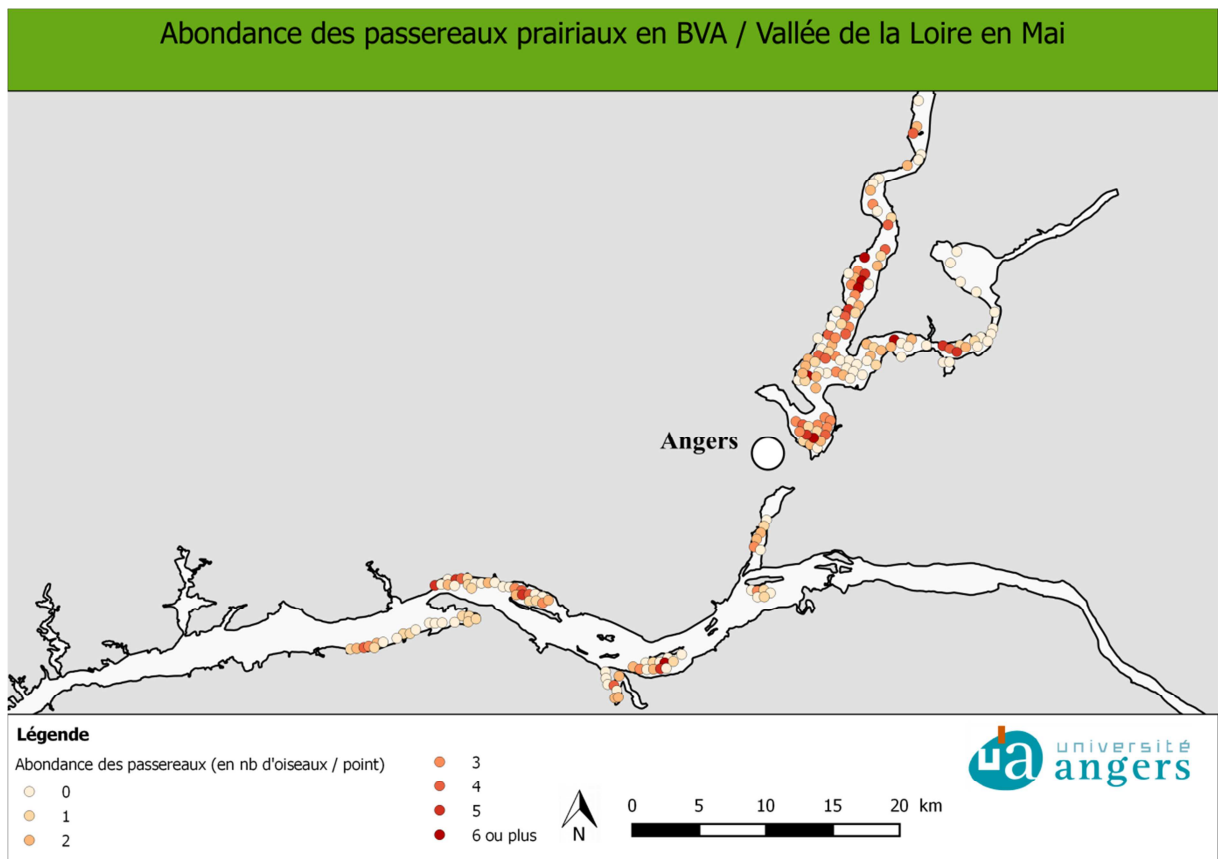 Abondance des passereaux prairiaux en BVA / Vallée de la Loire en Mai
Angers
Légende
Abondance des passereaux (en nb d'oiseaux / point)
0
1
2
3
4
5
6 ou plus
N
0 5 10 15 20 km
ua université
angers